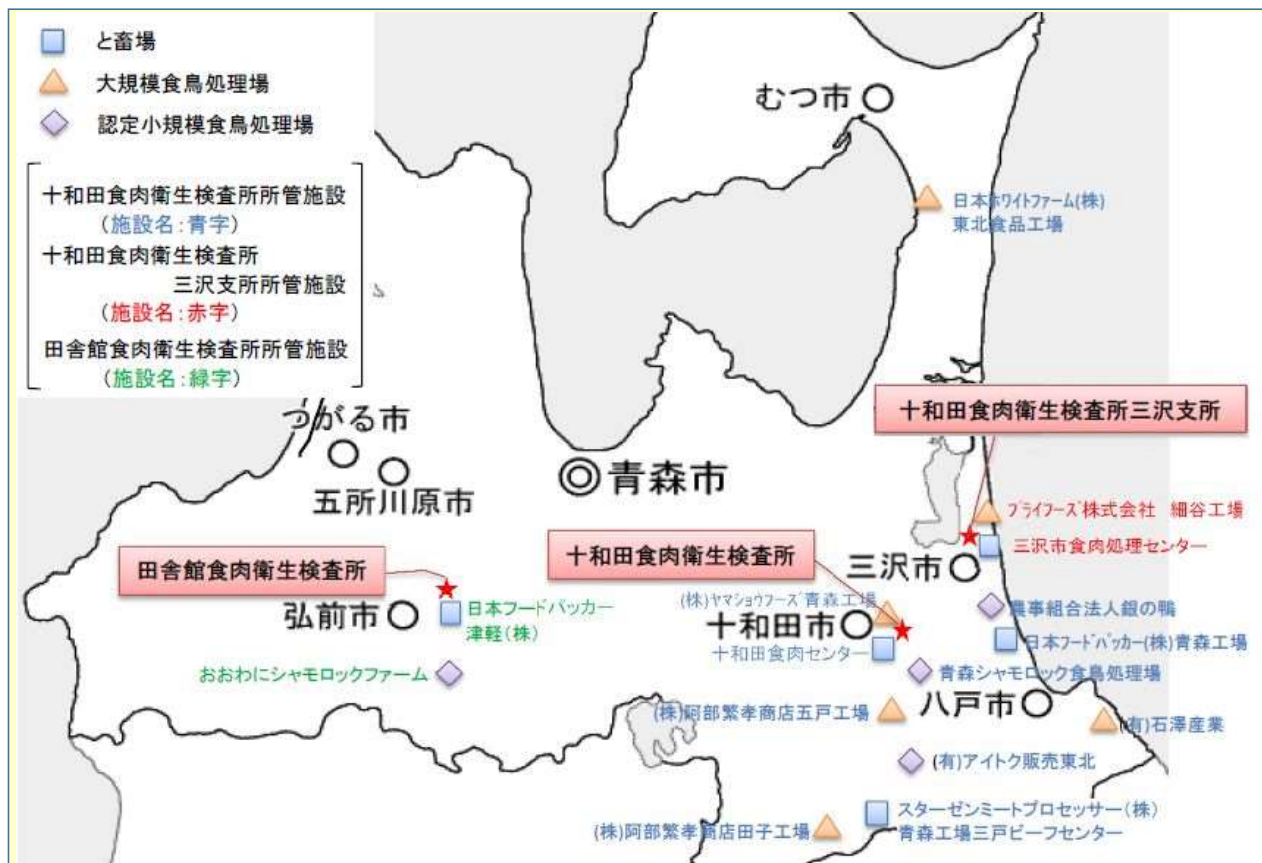 と畜場
大規模食鳥処理場
認定小規模食鳥処理場
十和田食肉衛生検査所所管施設
（施設名：青字）
十和田食肉衛生検査所
三沢支所所管施設
（施設名：赤字）
田舎館食肉衛生検査所所管施設
（施設名：緑字）
むつ市
日本ﾎﾜｲﾄﾌｧｰﾑ(株)
東北食品工場
つがる市
五所川原市
青森市
十和田食肉衛生検査所三沢支所
ﾌﾟﾗｲﾌｰｽﾞ株式会社　細谷工場
三沢市食肉処理センター
三沢市
田舎館食肉衛生検査所
十和田食肉衛生検査所
弘前市
日本フードパッカー
津軽(株)
おおわにシャモロックファーム
(株)ﾔﾏｼｮｳﾌｰｽﾞ青森工場
十和田市
十和田食肉センター
農事組合法人銀の鴨
日本ﾌｰﾄﾞﾊﾟｯｶｰ(株)青森工場
青森シャモロック食鳥処理場
八戸市
(株)阿部繁孝商店五戸工場
(有)石澤産業
(有)アイトク販売東北
スターゼンミートプロセッサー(株)
青森工場三戸ビーフセンター
(株)阿部繁孝商店田子工場